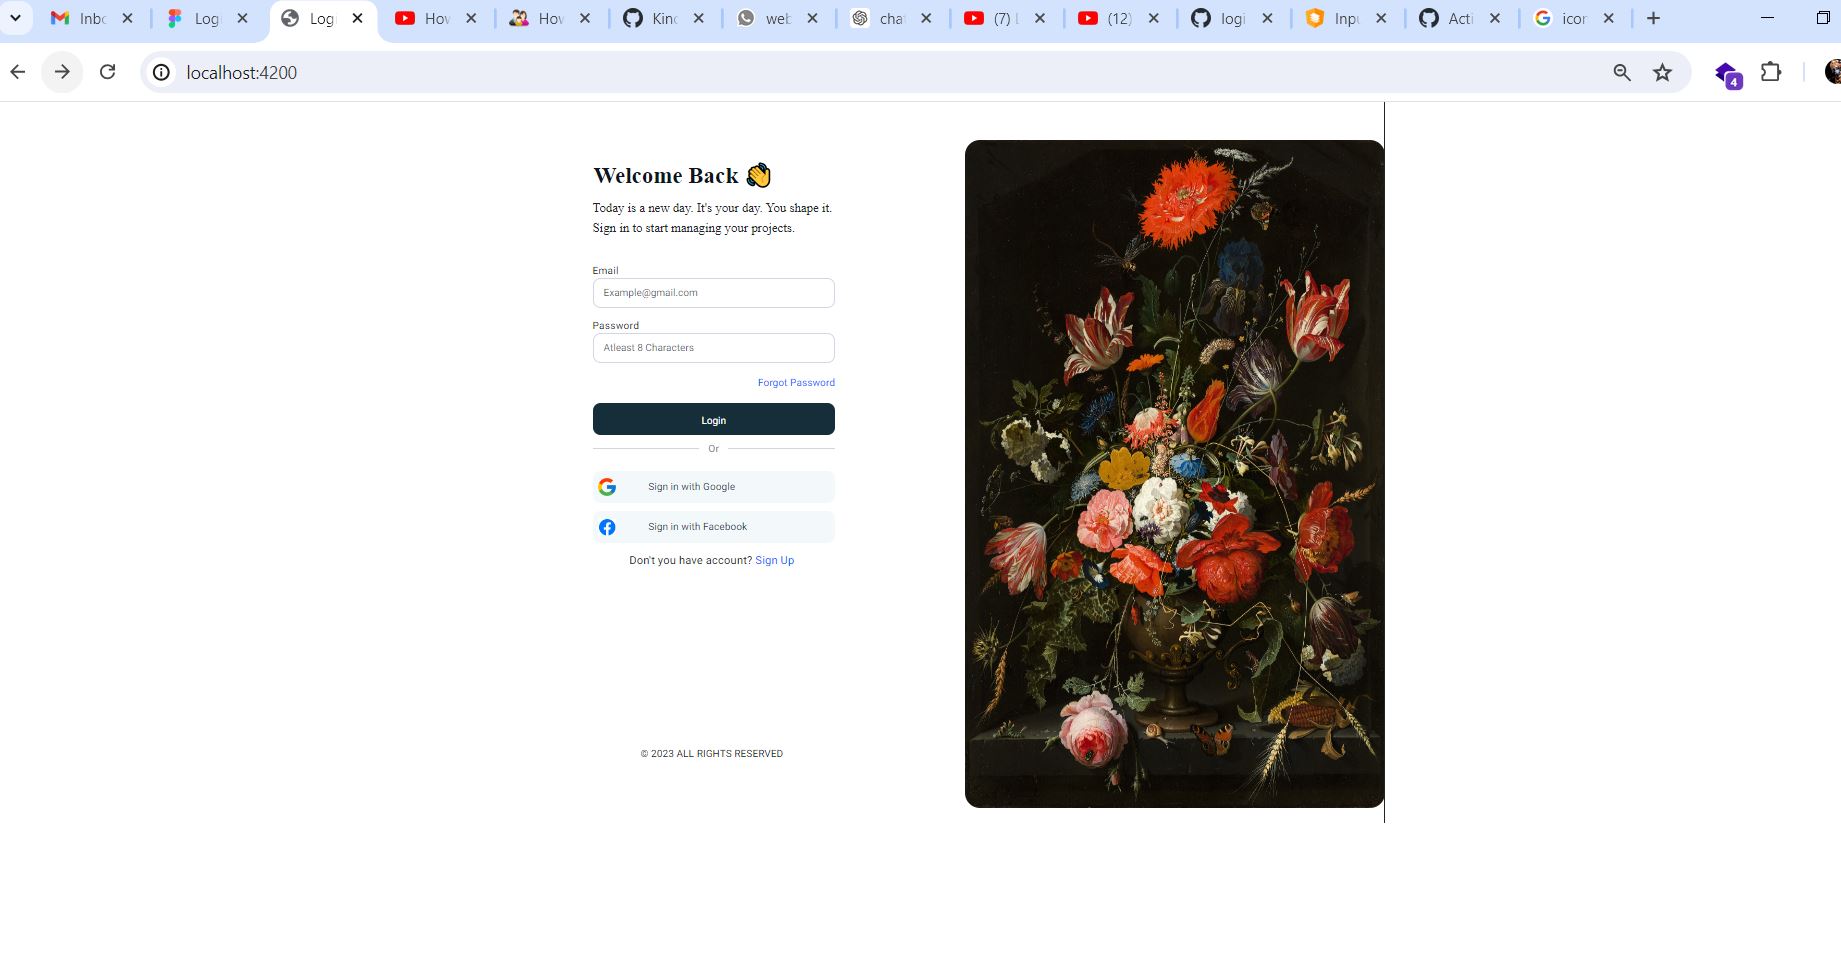 Inbo
Logi
Logi
How
How
Kinc
web
cha
(7)
(12)
logi
Inpu
Acti
icor
localhost:4200
4
Welcome Back 👋
Today is a new day. It's your day. You shape it.
Sign in to start managing your projects.
Email
Example@gmail.com
Password
Atleast 8 Characters
Forgot Password
Login
Or
Sign in with Google
Sign in with Facebook
Don't you have account? Sign Up
© 2023 ALL RIGHTS RESERVED